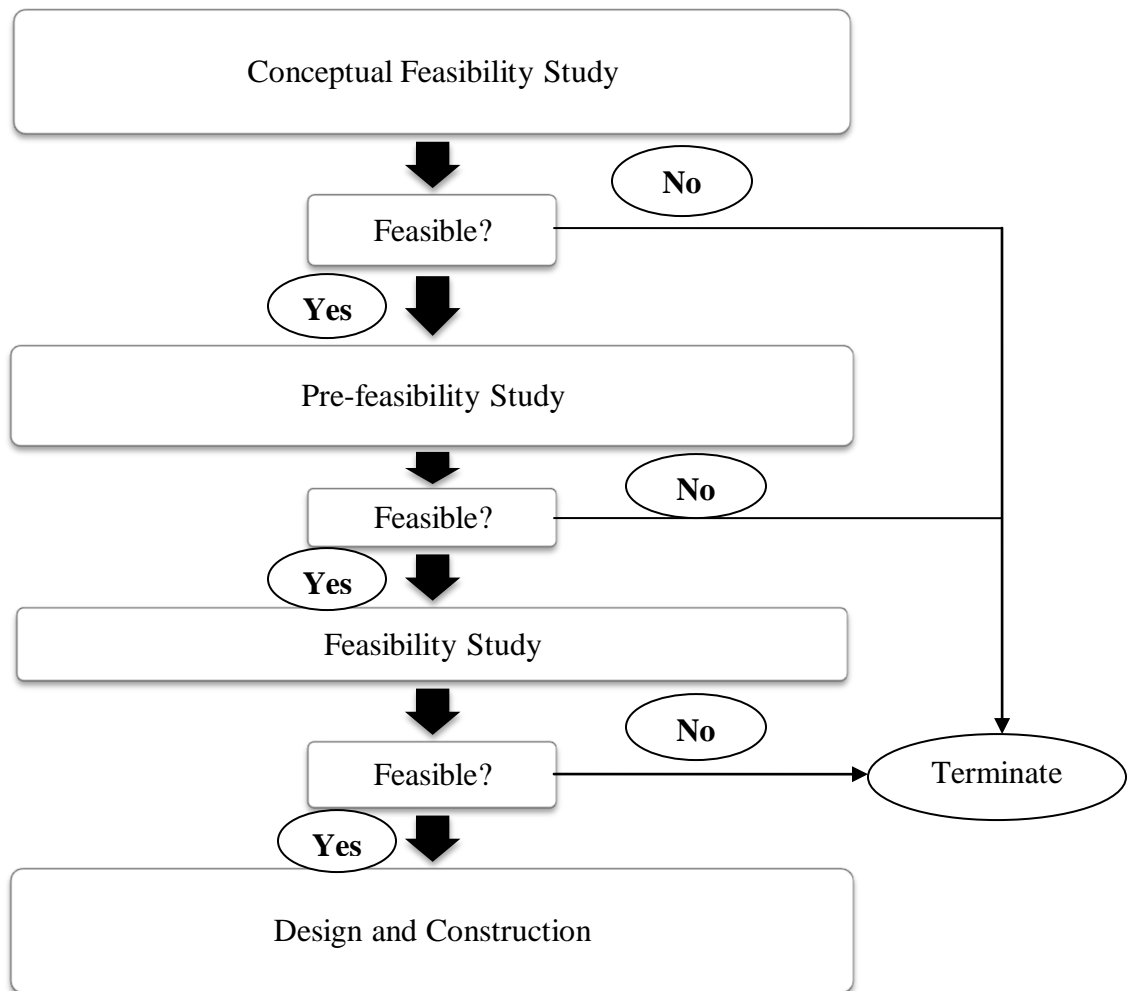 Conceptual Feasibility Study
No
Feasible?
Yes
Pre-feasibility Study
No
Feasible?
Yes
Feasibility Study
No
Feasible?
Terminate
Yes
Design and Construction